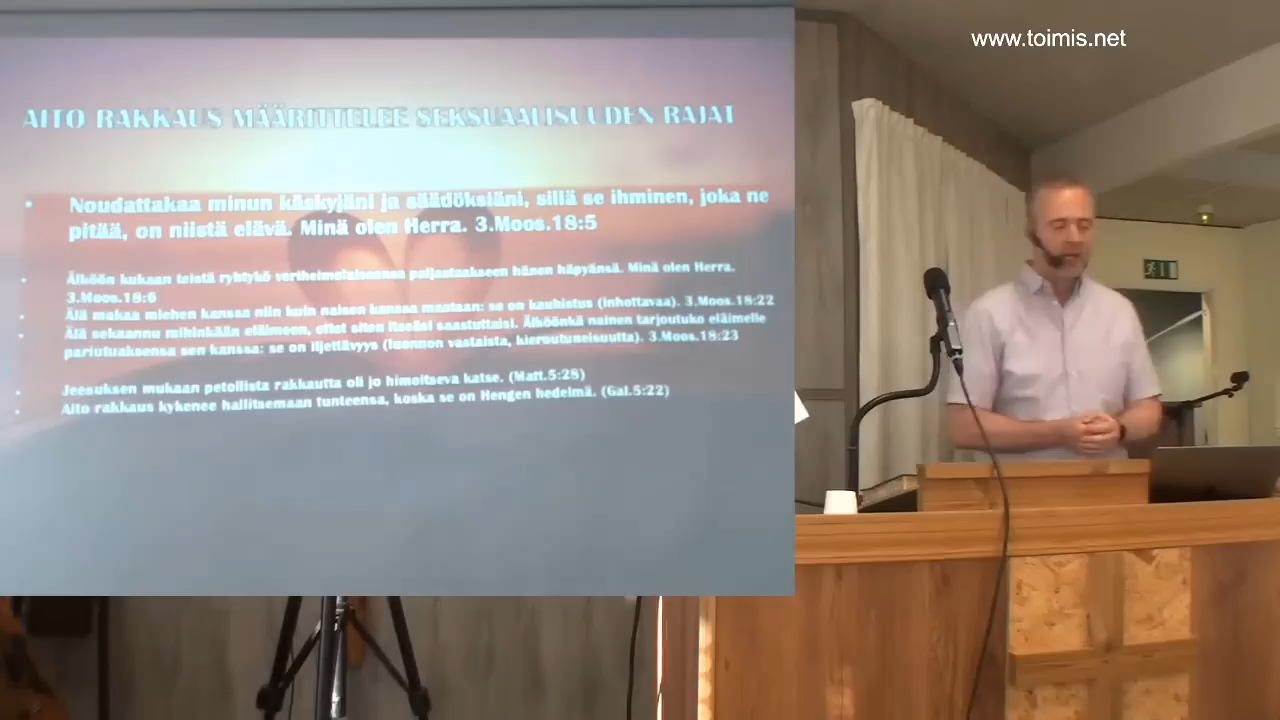 www.toimis.net
AITO RAKKAUS MÄÄRITTELEE SEKSUAALISUUDEN RAJAT
• Noudattakaa minun käskyjäni ja säädöksiäni, sillä se ihminen, joka ne
pitää, on niistä elävä. Minä olen Herra. 3.Moos.18:5
• Älköön kukaan teistä ryhtykö veriheimolaiseensa paljastaakseen hänen häpyänsä. Minä olen Herra.
3.Moos.18:6
• Älä makaa miehen kanssa niin kuin naisen kanssa maataan: se on kauhistus (inhottavaa). 3.Moos.18:22
• Älä sekaannu mihinkään eläimeen, ettet siten itseäsi saastuttaisi. Älköönkä nainen tarjoutuko eläimelle
pariutuaksensa sen kanssa: se on iljettävyys (luonnon vastaista, kieroutuneisuutta). 3.Moos.18:23
• Jeesuksen mukaan petollista rakkautta oli jo himoitseva katse. (Matt.5:28)
• Aito rakkaus kykenee hallitsemaan tunteensa, koska se on Hengen hedelmä. (Gal.5:22)